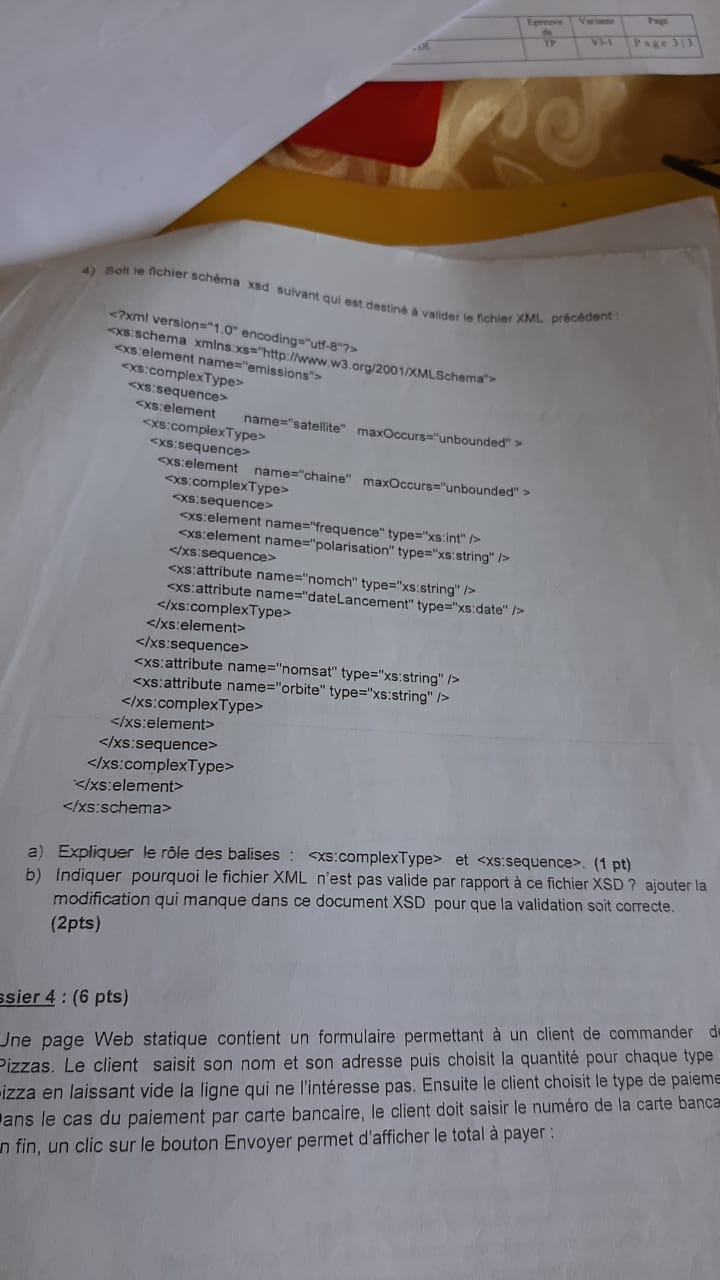 Epreuve de
Variante
Page
TP
V3-1
Page 3|3
4) Soit le fichier schéma xsd suivant qui est destiné à valider le fichier XML précédent :
<?xml version="1.0" encoding="utf-8"?>
<xs:schema xmlns:xs="http://www.w3.org/2001/XMLSchema">
<xs:element name="emissions">
<xs:complexType>
<xs:sequence>
<xs:element name="satellite" maxOccurs="unbounded" >
<xs:complexType>
<xs:sequence>
<xs:element name="chaine" maxOccurs="unbounded" >
<xs:complexType>
<xs:sequence>
<xs:element name="frequence" type="xs:int" />
<xs:element name="polarisation" type="xs:string" />
</xs:sequence>
<xs:attribute name="nomch" type="xs:string" />
<xs:attribute name="dateLancement" type="xs:date" />
</xs:complexType>
</xs:element>
</xs:sequence>
<xs:attribute name="nomsat" type="xs:string" />
<xs:attribute name="orbite" type="xs:string" />
</xs:complexType>
</xs:element>
</xs:sequence>
</xs:complexType>
</xs:element>
</xs:schema>
a) Expliquer le rôle des balises : <xs:complexType> et <xs:sequence>. (1 pt)
b) Indiquer pourquoi le fichier XML n'est pas valide par rapport à ce fichier XSD ? ajouter la
modification qui manque dans ce document XSD pour que la validation soit correcte.
(2pts)
ssier 4 : (6 pts)
Une page Web statique contient un formulaire permettant à un client de commander d
Pizzas. Le client saisit son nom et son adresse puis choisit la quantité pour chaque type
izza en laissant vide la ligne qui ne l'intéresse pas. Ensuite le client choisit le type de paieme
Dans le cas du paiement par carte bancaire, le client doit saisir le numéro de la carte banca
n fin, un clic sur le bouton Envoyer permet d'afficher le total à payer :